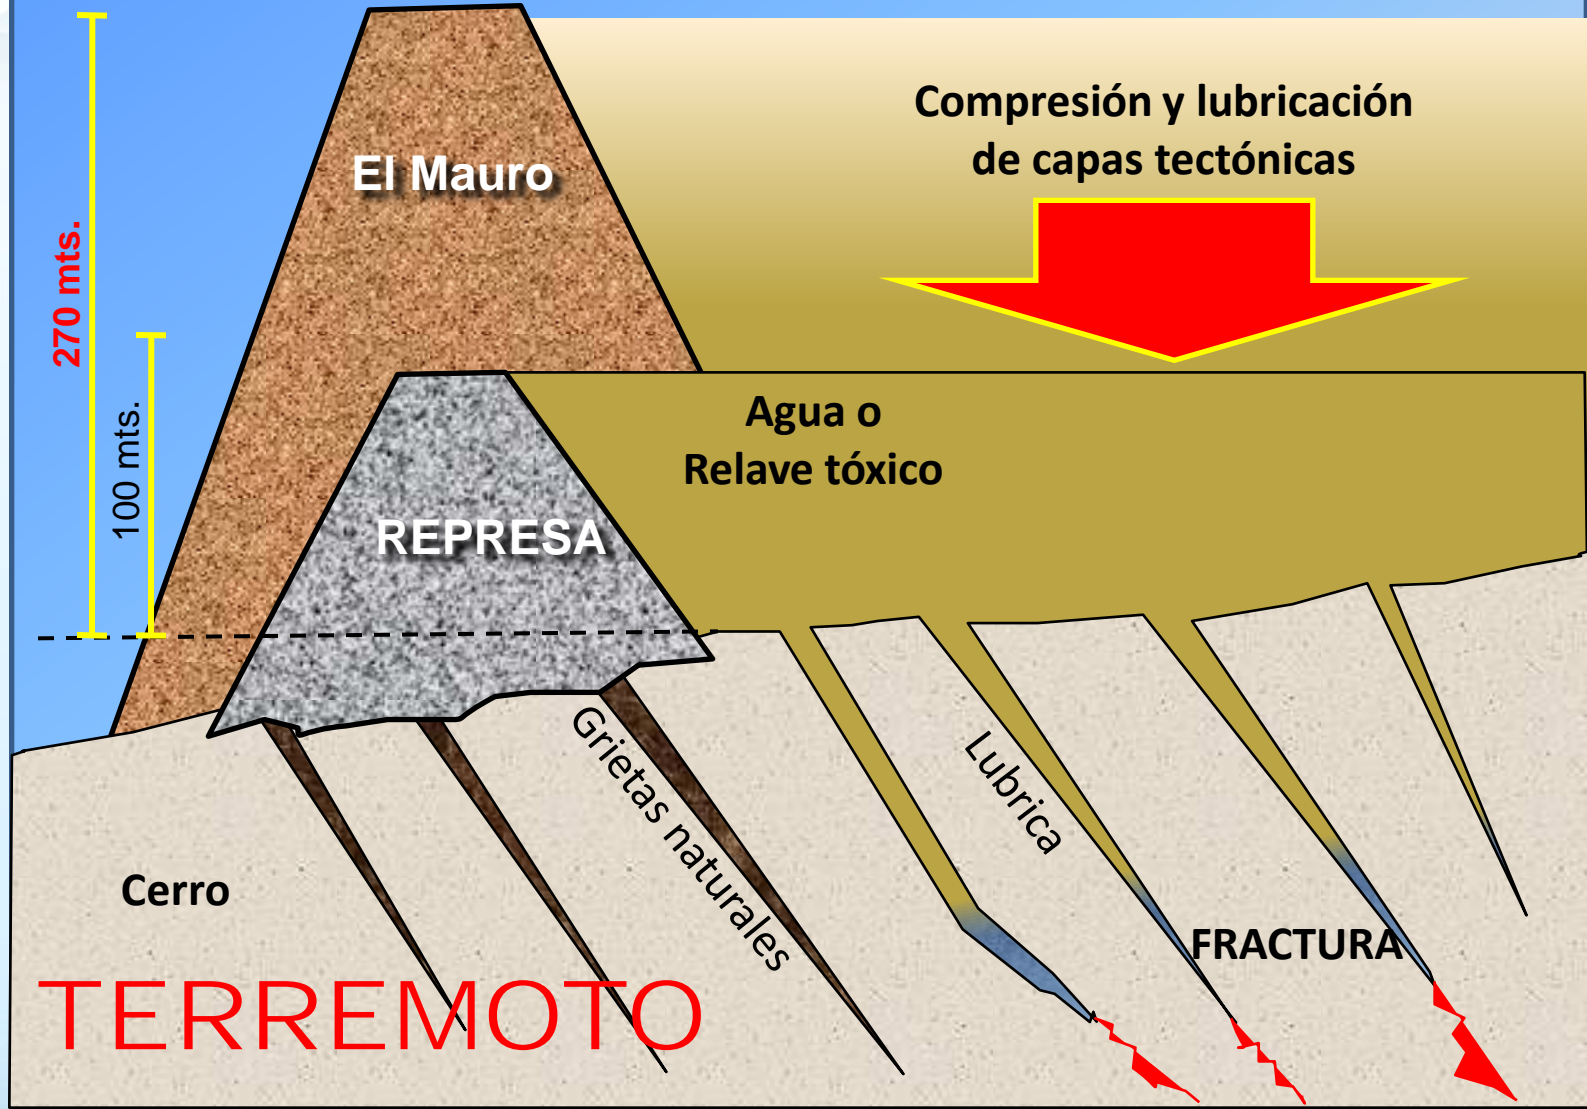 El Mauro
Compresión y lubricación
de capas tectónicas
270 mts.
100 mts.
Agua o
Relave tóxico
REPRESA
Grietas naturales
Lubrica
Cerro
FRACTURA
TERREMOTO